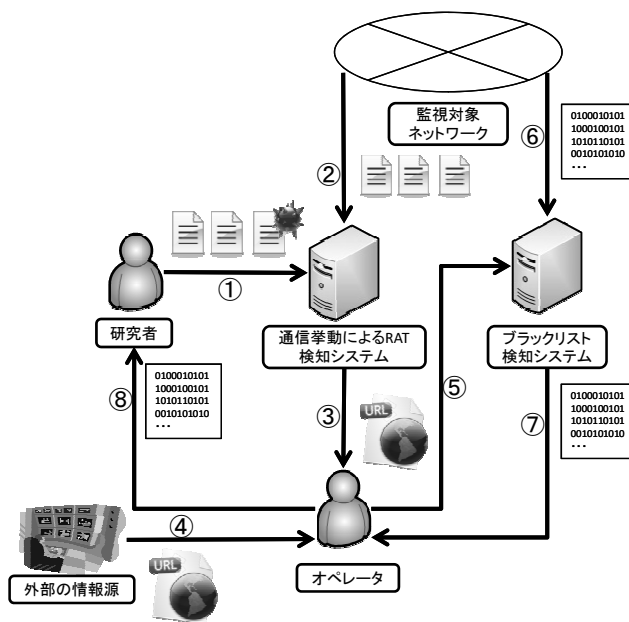 監視対象
ネットワーク
⑥
0100010101
1000100101
1010110101
0010101010
...
②
①
研究者
通信挙動によるRAT
検知システム
ブラックリスト
検知システム
⑧
0100010101
1000100101
1010110101
0010101010
...
③
URL
⑤
⑦
0100010101
1000100101
1010110101
0010101010
...
④
URL
外部の情報源
オペレータ